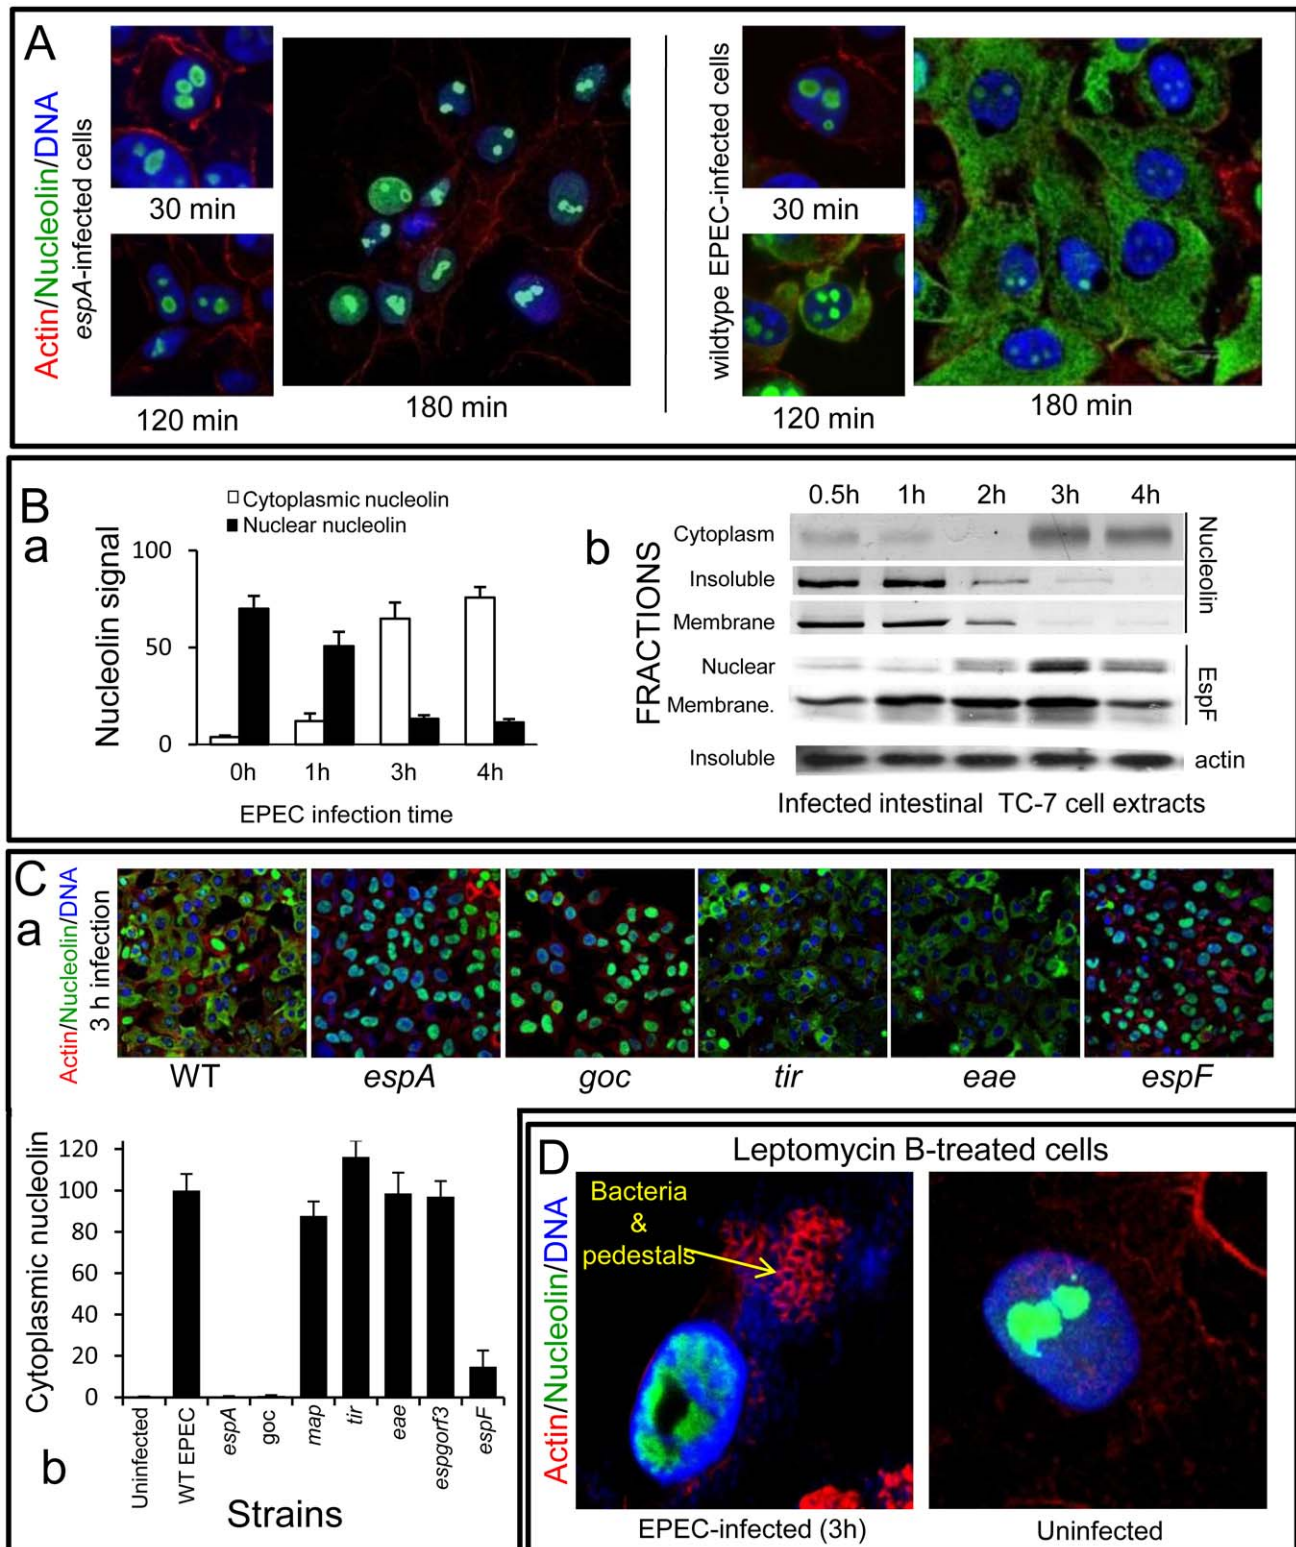 A
Actin/Nucleolin/DNA
espA-infected cells
30 min
120 min
180 min
wildtype EPEC-infected cells
30 min
120 min
180 min
B
a
Cytoplasmic nucleolin
Nuclear nucleolin
Nucleolin signal
100
50
0
0h 1h 3h 4h
EPEC infection time
b
FRACTIONS
0.5h 1h 2h 3h 4h
Cytoplasm
Insoluble
Membrane
Nucleolin
Nuclear
Membrane.
EspF
Insoluble
actin
Infected intestinal TC-7 cell extracts
C
a
Actin/Nucleolin/DNA
3 h infection
WT espA goc tir eae espF
Cytoplasmic nucleolin
120
100
80
60
40
20
0
Uninfected
WT EPEC
espA
goc
map
tir
eae
espgorf3
espF
b
Strains
D
Leptomycin B-treated cells
Actin/Nucleolin/DNA
Bacteria
&
pedestals
EPEC-infected (3h)
Uninfected